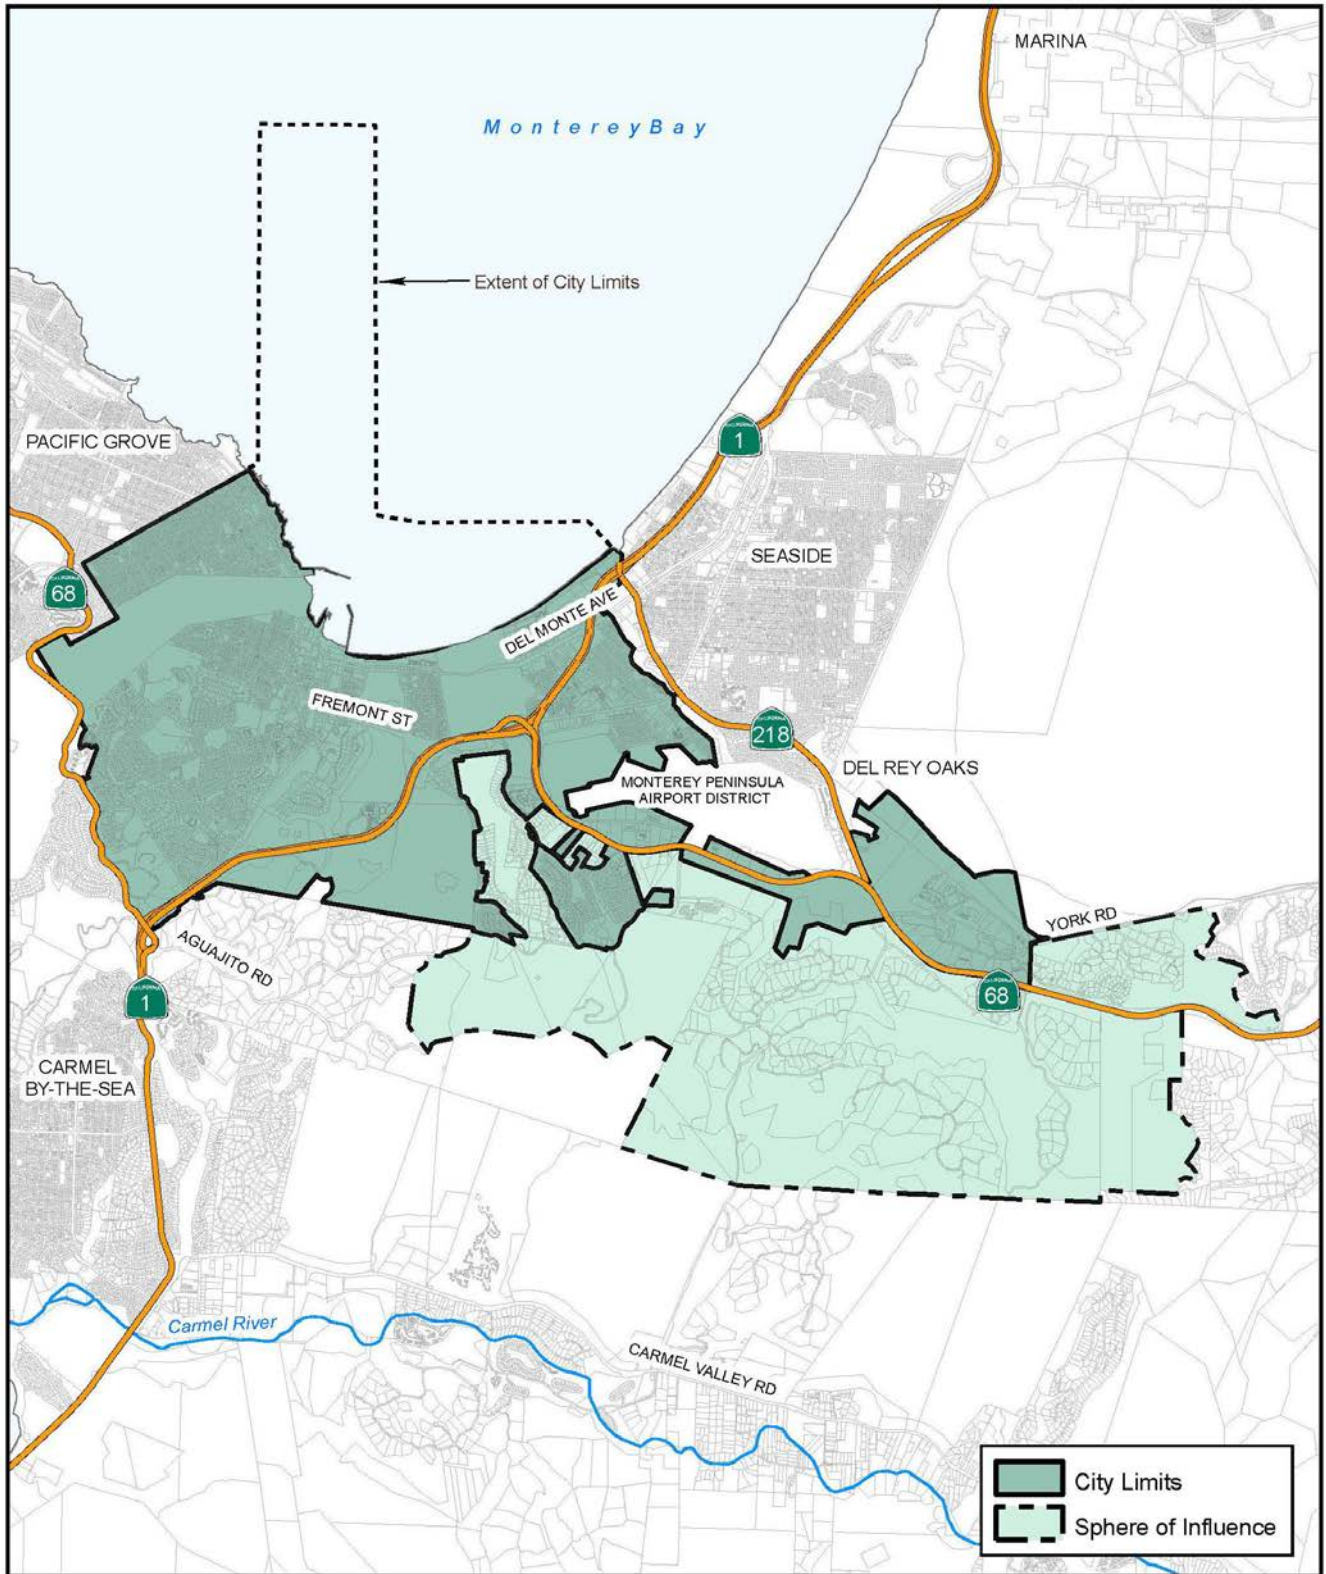 MARINA
Monterey Bay
Extent of City Limits
PACIFIC GROVE
1
SEASIDE
68
DEL MONTE AVE
FREMONT ST
218
DEL REY OAKS
MONTEREY PENINSULA
AIRPORT DISTRICT
YORK RD
AGUAJITO RD
68
1
CARMEL
BY-THE-SEA
Carmel River
CARMEL VALLEY RD
City Limits
Sphere of Influence